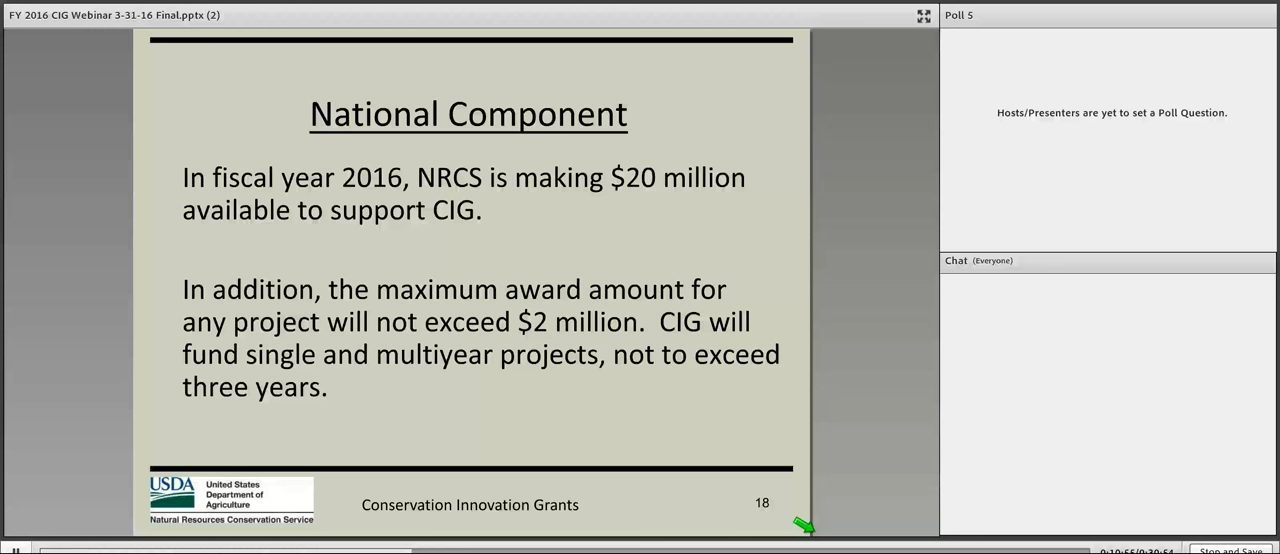 FY 2016 CIG Webinar 3-31-16 Final.pptx (2)
National Component
In fiscal year 2016, NRCS is making $20 million
available to support CIG.
In addition, the maximum award amount for
any project will not exceed $2 million.  CIG will
fund single and multiyear projects, not to exceed
three years.
USDA
United States
Department of
Agriculture
Natural Resources Conservation Service
Conservation Innovation Grants
18
Poll 5
Hosts/Presenters are yet to set a Poll Question.
Chat (Everyone)
Stop and Save